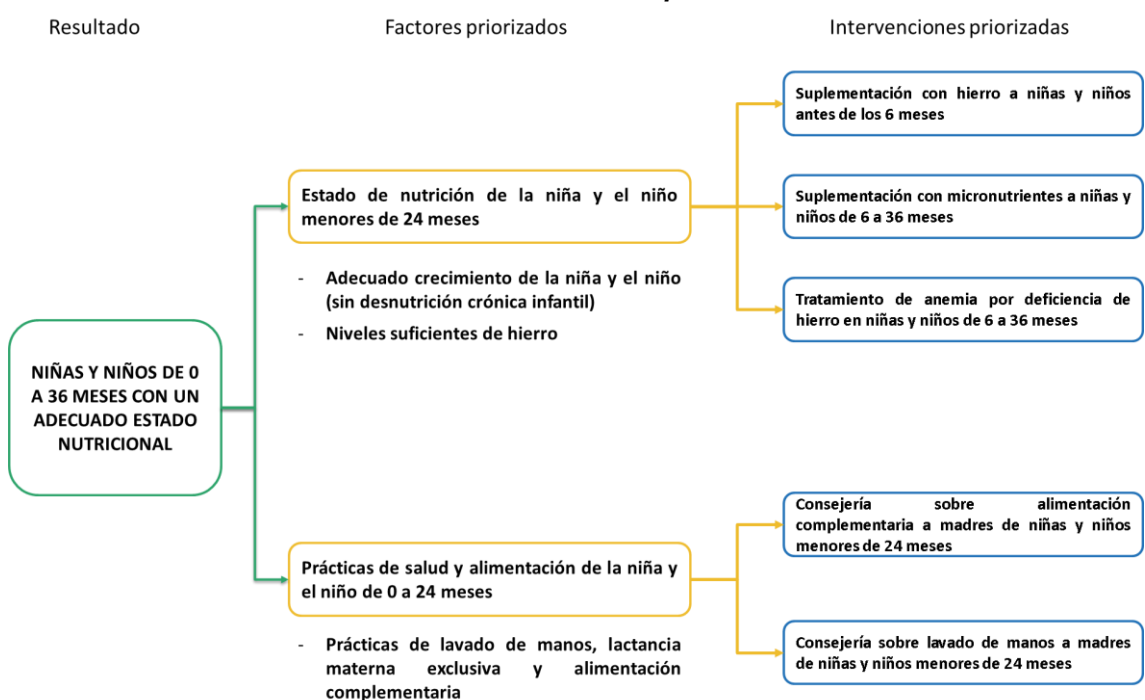 Resultado
Factores priorizados
Intervenciones priorizadas
NIÑAS Y NIÑOS DE 0
A 36 MESES CON UN
ADECUADO ESTADO
NUTRICIONAL
Estado de nutrición de la niña y el niño
menores de 24 meses
- Adecuado crecimiento de la niña y el niño
(sin desnutrición crónica infantil)
- Niveles suficientes de hierro
Suplementación con hierro a niñas y niños
antes de los 6 meses
Suplementación con micronutrientes a niñas y
niños de 6 a 36 meses
Tratamiento de anemia por deficiencia de
hierro en niñas y niños de 6 a 36 meses
Prácticas de salud y alimentación de la niña y
el niño de 0 a 24 meses
- Prácticas de lavado de manos, lactancia
materna exclusiva y alimentación
complementaria
Consejería sobre alimentación
complementaria a madres de niñas y niños
menores de 24 meses
Consejería sobre lavado de manos a madres
de niñas y niños menores de 24 meses